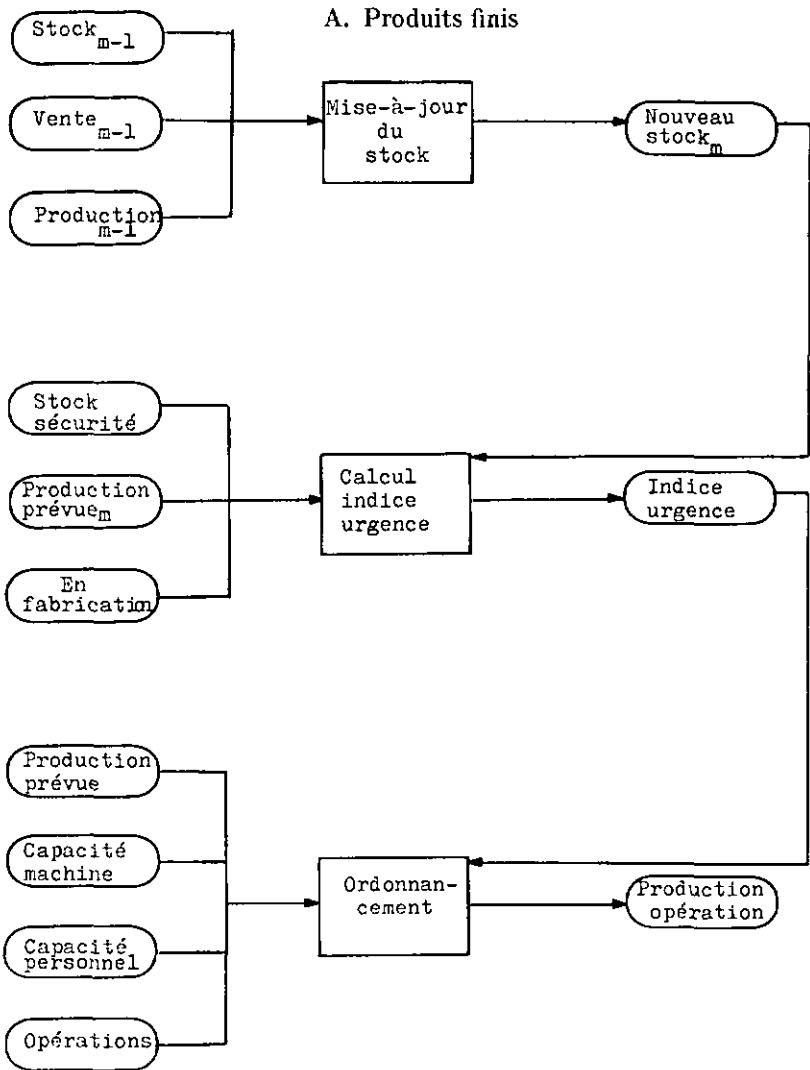 A. Produits finis
Stock
m-1
Vente
m-1
Production
m-1
Mise-à-jour
du
stock
Nouveau
stock
m
Stock
sécurité
Production
prévue
m
En
fabrication
Calcul
indice
urgence
Indice
urgence
Production
prévue
Capacité
machine
Capacité
personnel
Opérations
Ordonnan-
cement
Production
opération